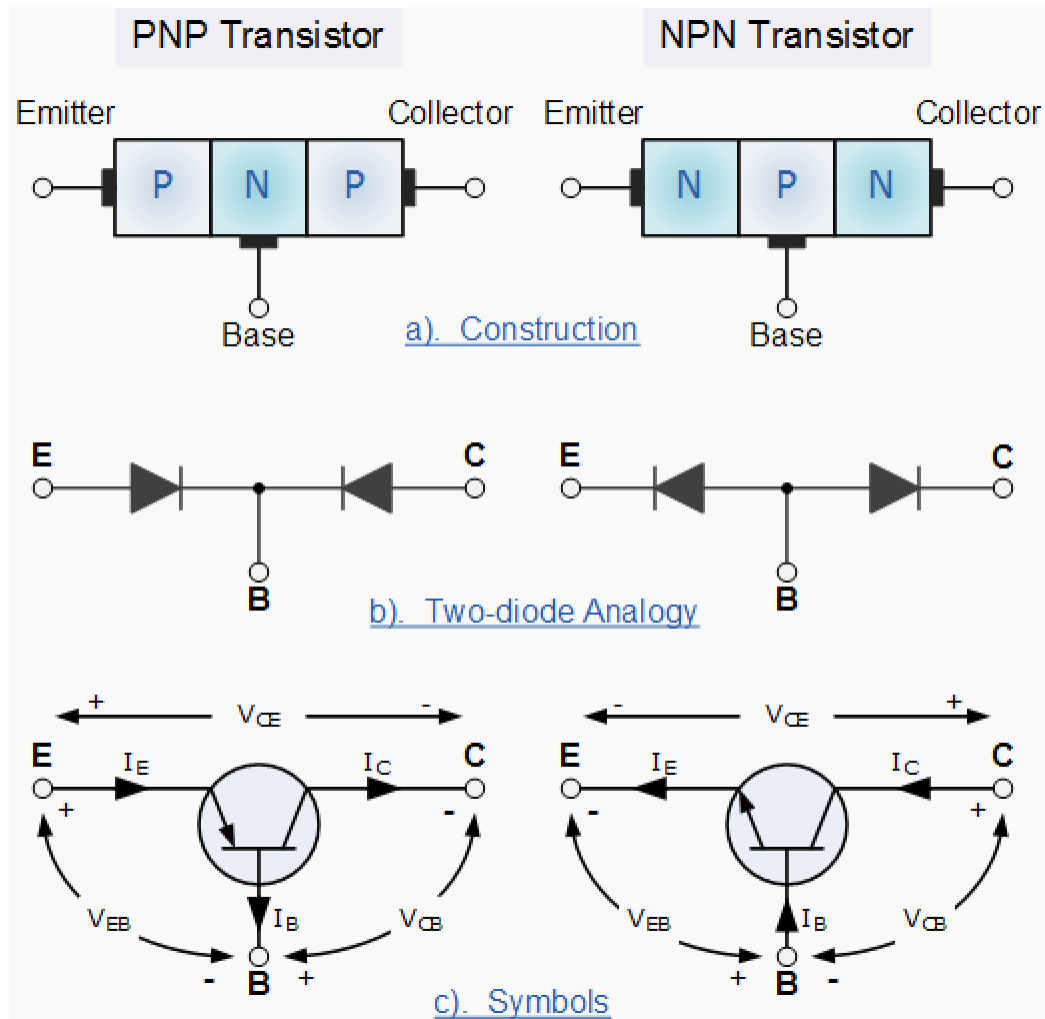 PNP Transistor NPN Transistor
Emitter Collector Emitter Collector
P N P N P N
Base a). Construction Base
E C E C
B B
b). Two-diode Analogy
+ VCE - - VCE +
E IE IC C E IE IC C
+ - - +
VEB IB VCB VEB IB VCB
- B + + B -
c). Symbols